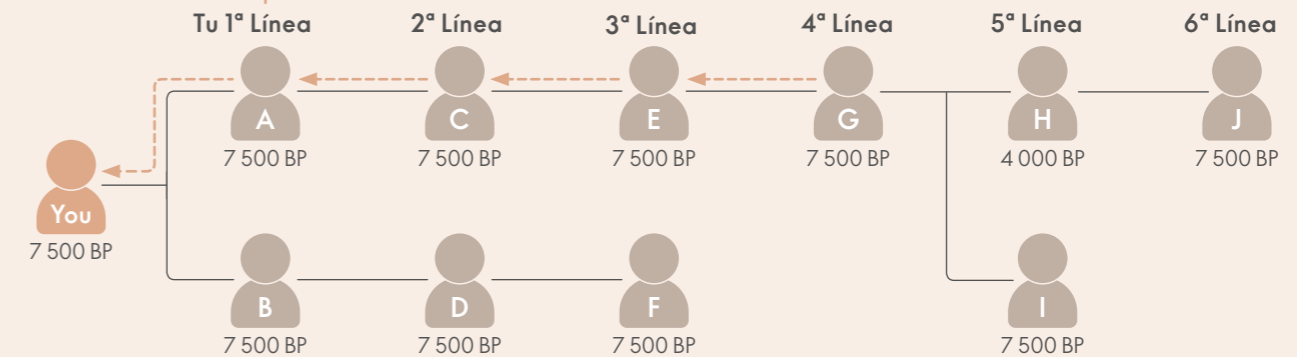 Tu 1ª Línea 2ª Línea 3ª Línea 4ª Línea 5ª Línea 6ª Línea
A C E G H J
7 500 BP 7 500 BP 7 500 BP 7 500 BP 4 000 BP 7 500 BP
You
7 500 BP
B D F I
7 500 BP 7 500 BP 7 500 BP 7 500 BP